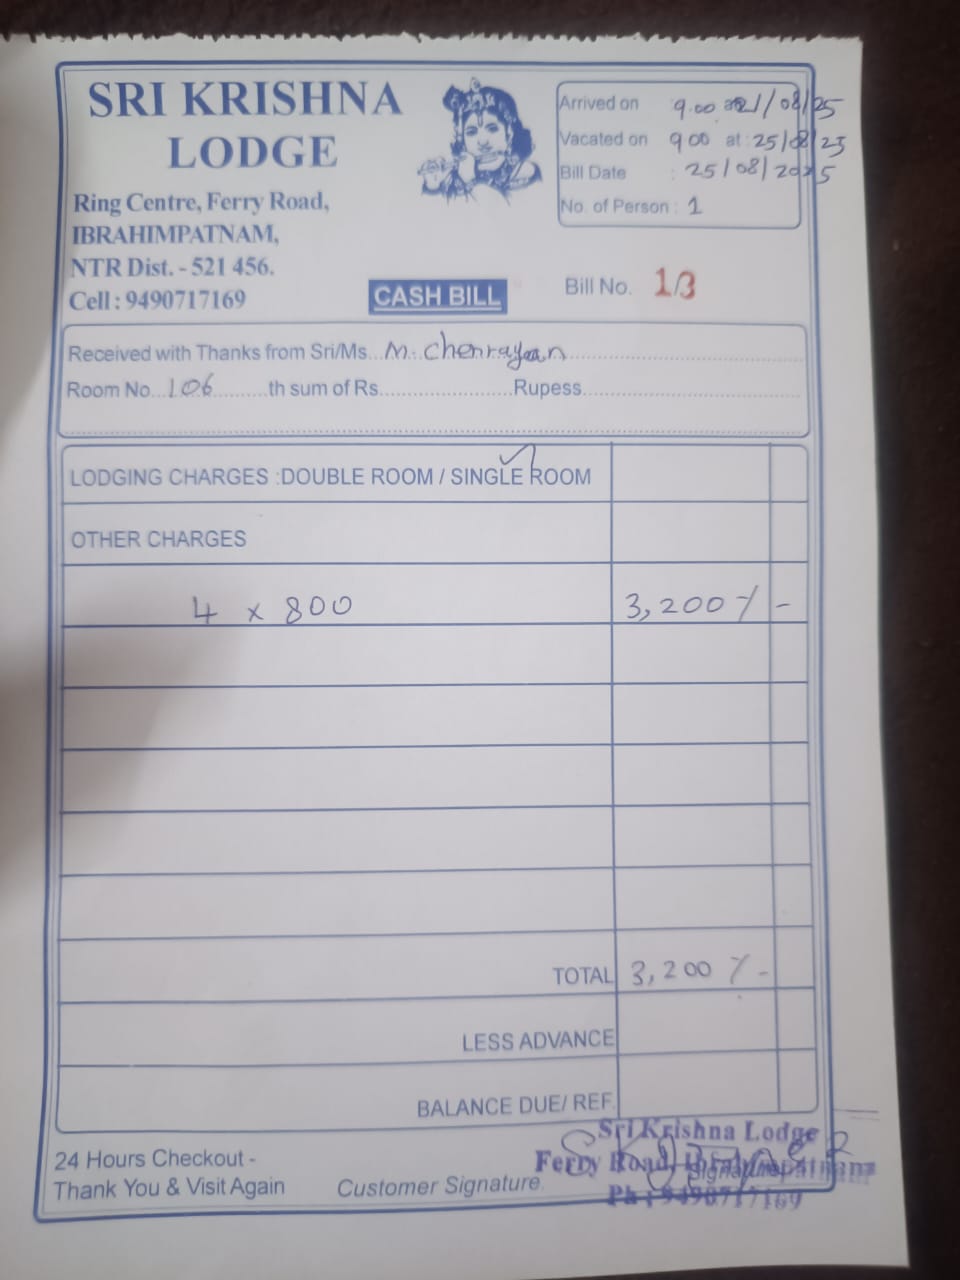 SRI KRISHNA
LODGE
Ring Centre, Ferry Road,
IBRAHIMPATNAM,
NTR Dist. - 521 456.
Cell : 9490717169
Arrived on : 9.00 at 21/08/25
Vacated on 9 00 at : 25/08/25
Bill Date : 25/08/2025
No. of Person : 1
CASH BILL
Bill No. 13
Received with Thanks from Sri/Ms... M. Chenrayan
Room No... 106 ...th sum of Rs. ... Rupess.
LODGING CHARGES :DOUBLE ROOM / SINGLE ROOM
OTHER CHARGES
4 x 800 3,200 /- -
TOTAL 3,200 /-
LESS ADVANCE
BALANCE DUE/ REF.
24 Hours Checkout -
Thank You & Visit Again
Customer Signature.
Signature
Sri Krishna Lodge
Ferry Road, Ibrahimpatnam
Ph : 9490717169